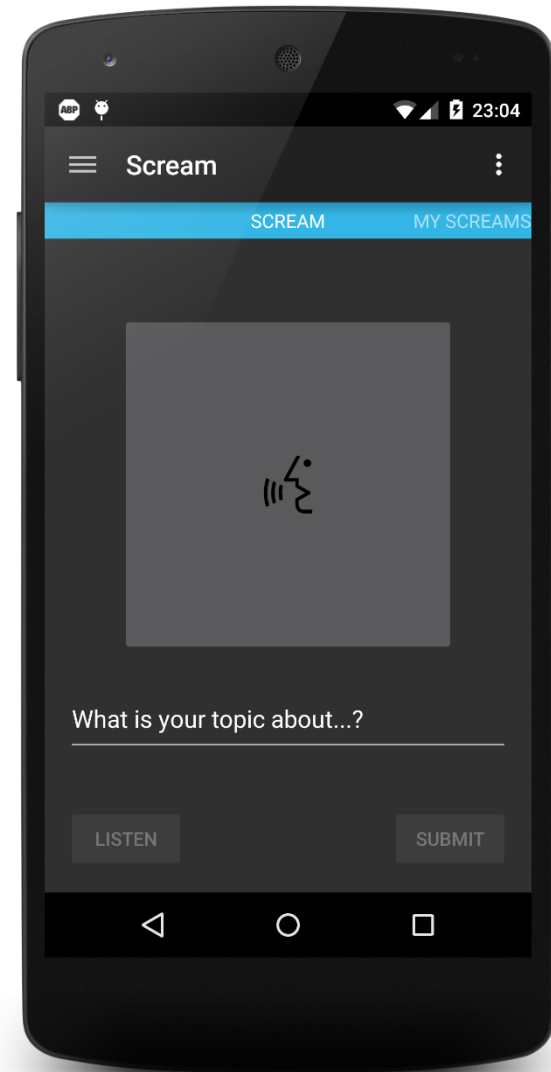 ABP 23:04
Scream
SCREAM MY SCREAMS
What is your topic about...?
LISTEN SUBMIT